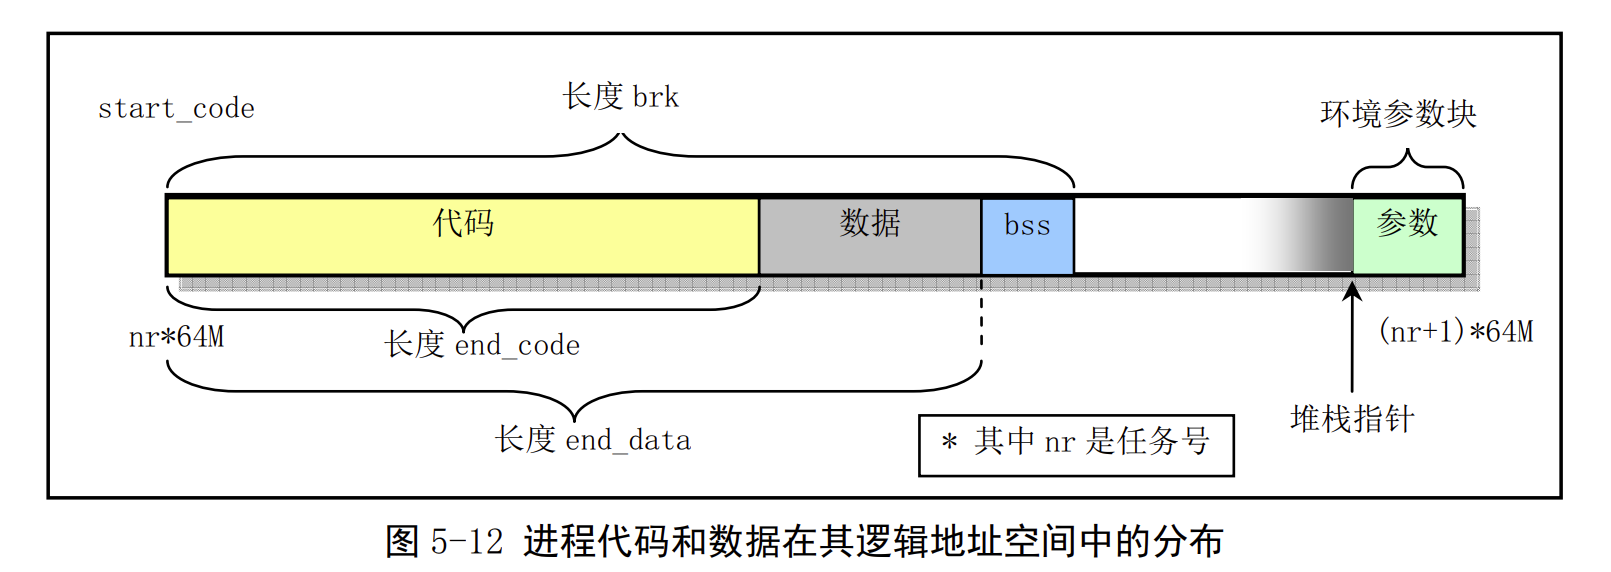 长度 brk
start_code
环境参数块
代码
数据
bss
参数
nr*64M
长度 end_code
(nr+1)*64M
堆栈指针
长度 end_data
* 其中 nr 是任务号
图 5-12 进程代码和数据在其逻辑地址空间中的分布